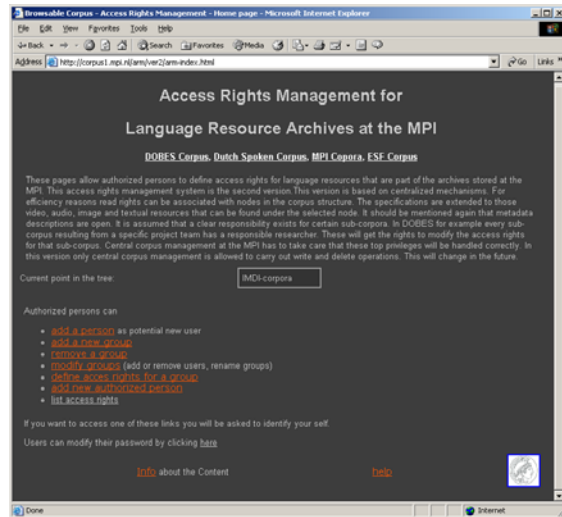 Browsable Corpus - Access Rights Management - Home page - Microsoft Internet Explorer
File Edit View Favorites Tools Help
Back Search Favorites Media
Address http://corpus1.mpi.nl/arm/ver2/arm-index.html Go Links
Access Rights Management for
Language Resource Archives at the MPI
DOBES Corpus, Dutch Spoken Corpus, MPI Copora, ESF Corpus
These pages allow authorized persons to define access rights for language resources that are part of the archives stored at the
MPI. This access rights management system is the second version.This version is based on centralized mechanisms. For
efficiency reasons read rights can be associated with nodes in the corpus structure. The specifications are extended to those
video, audio, image and textual resources that can be found under the selected node. It should be mentioned again that metadata
descriptions are open. It is assumed that a clear responsibility exists for certain sub-corpora. In DOBES for example every sub-
corpus resulting from a specific project team has a responsible researcher. These will get the rights to modify the access rights
for that sub-corpus. Central corpus management at the MPI has to take care that these top privileges will be handled correctly. In
this version only central corpus management is allowed to carry out write and delete operations. This will change in the future.
Current point in the tree: IMDI-corpora
Authorized persons can
• add a person as potential new user
• add a new group
• remove a group
• modify groups (add or remove users, rename groups)
• define acces rights for a group
• add new authorized person
• list access rights
If you want to access one of these links you will be asked to identify your self.
Users can modify their password by clicking here
Info about the Content help
Done Internet